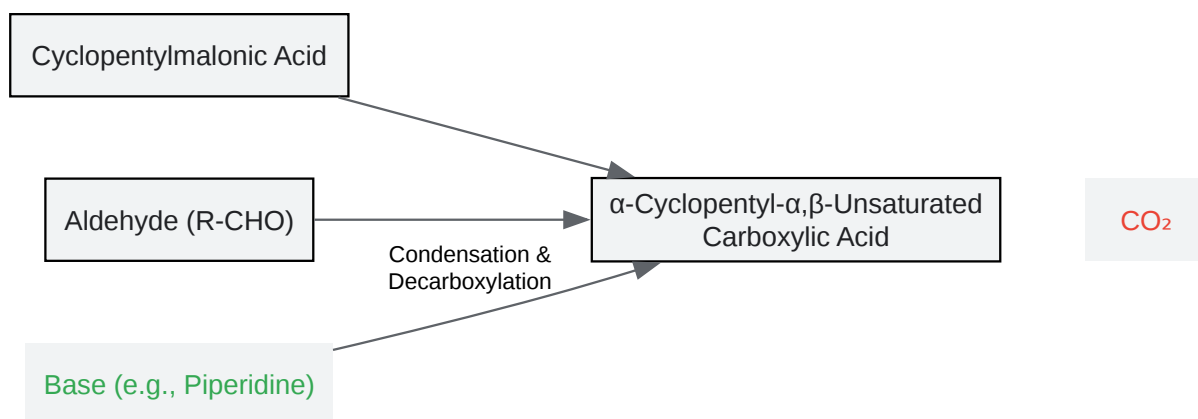 Cyclopentylmalonic Acid
Aldehyde (R-CHO)
α-Cyclopentyl-α,β-Unsaturated
Carboxylic Acid
CO₂
Condensation &
Decarboxylation
Base (e.g., Piperidine)